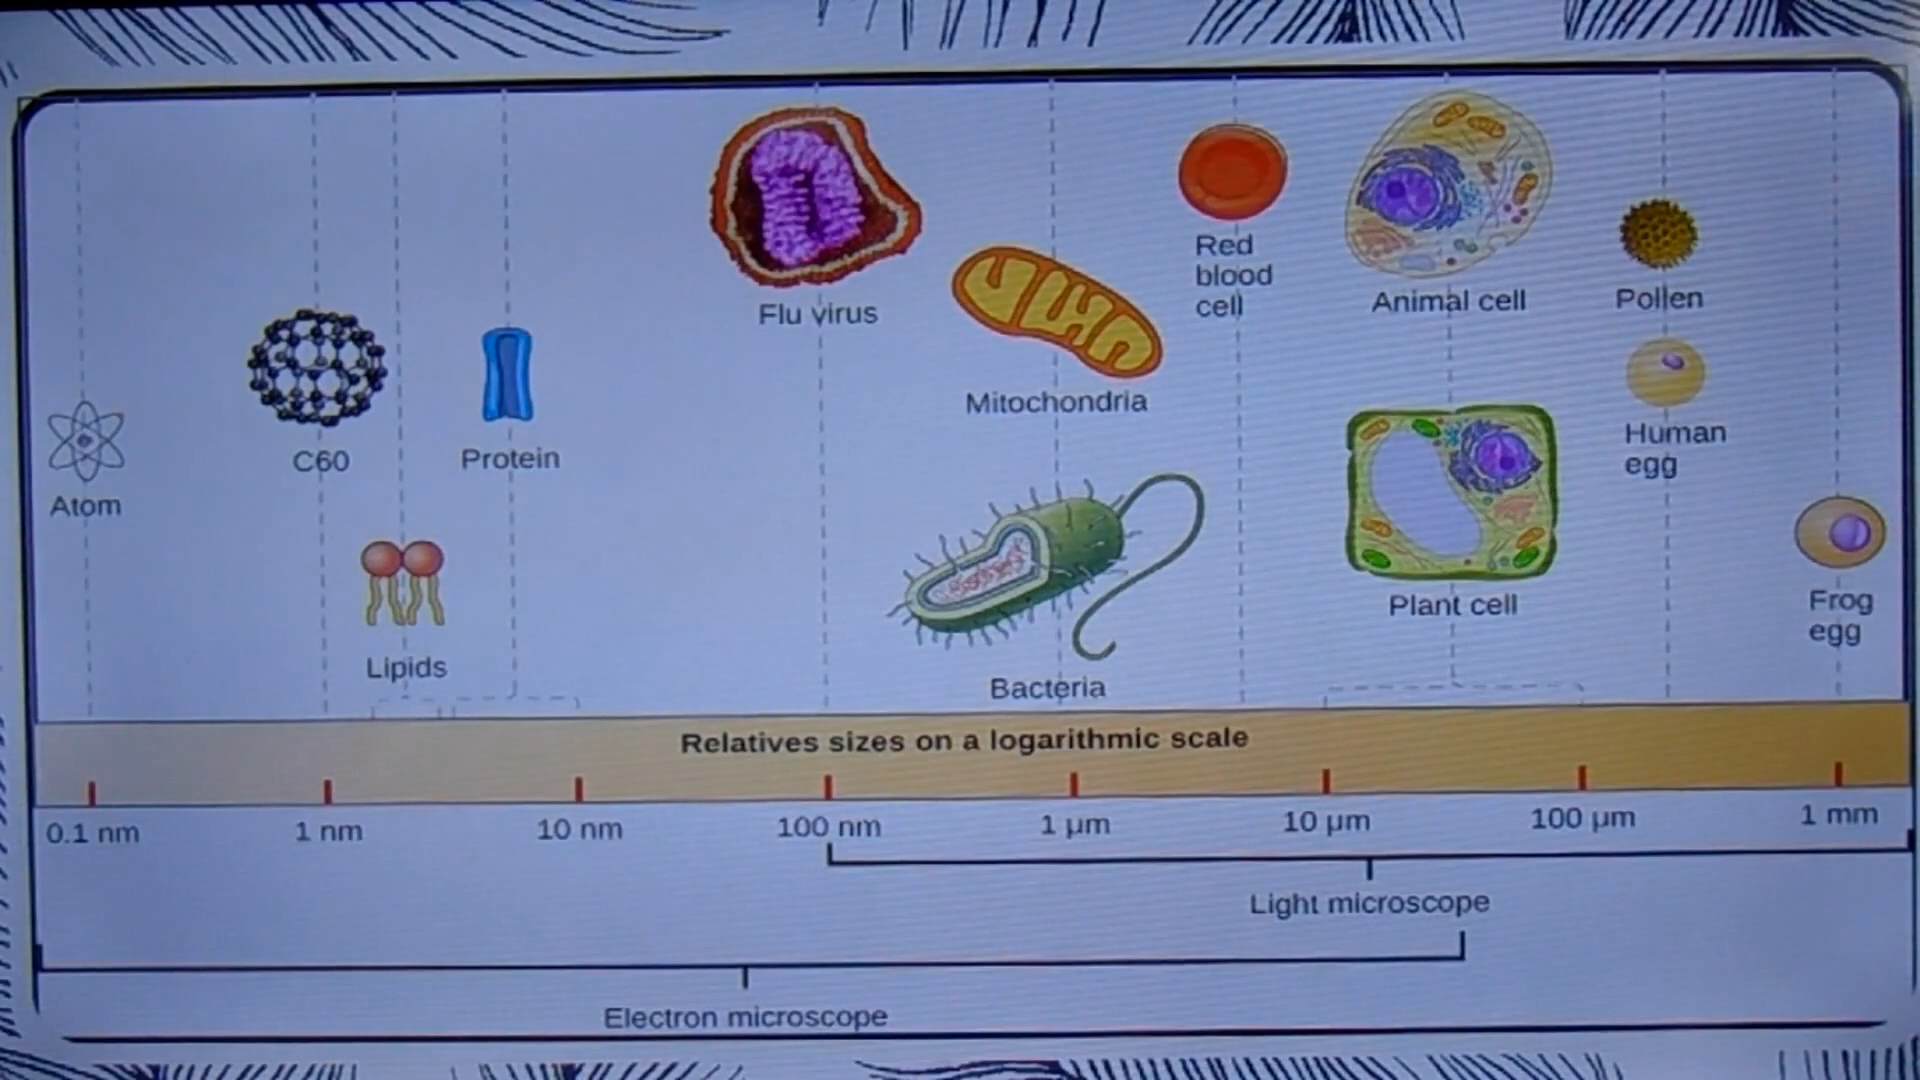 Flu virus
Red
blood
cell
Animal cell
Pollen
Mitochondria
Human
egg
C60
Protein
Atom
Frog
egg
Plant cell
Lipids
Bacteria
Relatives sizes on a logarithmic scale
0.1 nm 1 nm 10 nm 100 nm 1 µm 10 µm 100 µm 1 mm
Light microscope
Electron microscope